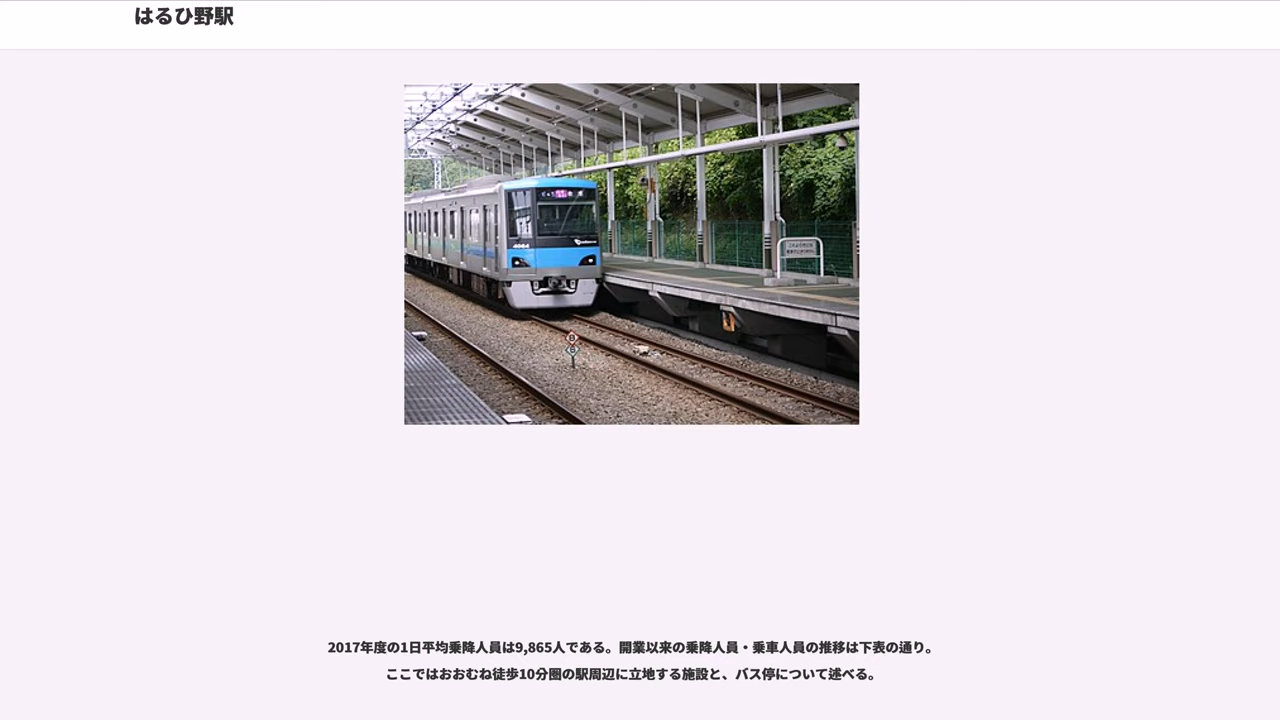 はるひ野駅
4064
2017年度の1日平均乗降人員は9,865人である。開業以来の乗降人員・乗車人員の推移は下表の通り。
ここではおおむね徒歩10分圏の駅周辺に立地する施設と、バス停について述べる。